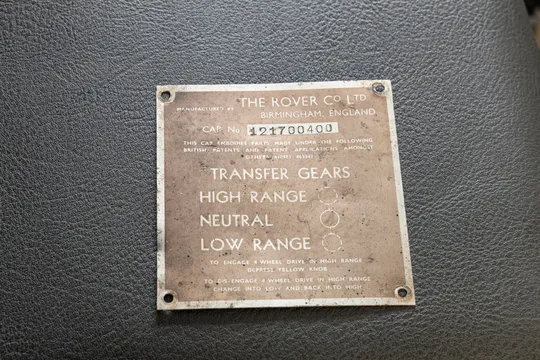 MANUFACTURED BY THE ROVER CO LTD
BIRMINGHAM, ENGLAND
CAR No 121700400
THIS CAR EMBODIES PARTS MADE UNDER THE FOLLOWING
BRITISH PATENTS AND PATENT APPLICATIONS AMONGST
OTHERS
TRANSFER GEARS
HIGH RANGE
NEUTRAL
LOW RANGE
TO ENGAGE 4 WHEEL DRIVE IN HIGH RANGE
DEPRESS YELLOW KNOB
TO DIS-ENGAGE 4 WHEEL DRIVE IN HIGH RANGE
CHANGE INTO LOW AND BACK INTO HIGH